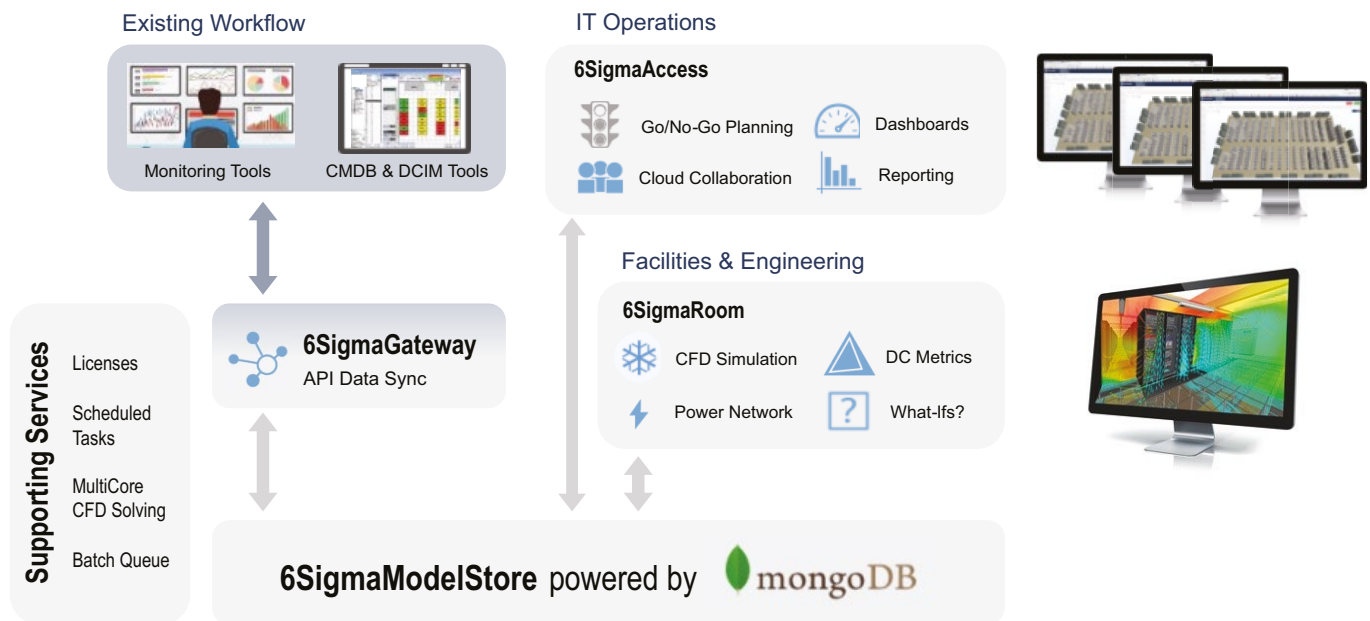 Existing Workflow
Monitoring Tools
CMDB & DCIM Tools
IT Operations
6SigmaAccess
Go/No-Go Planning
Dashboards
Cloud Collaboration
Reporting
Facilities & Engineering
6SigmaRoom
CFD Simulation
DC Metrics
Power Network
?
What-Ifs?
6SigmaGateway
API Data Sync
Supporting Services
Licenses
Scheduled
Tasks
MultiCore
CFD Solving
Batch Queue
6SigmaModelStore powered by mongoDB